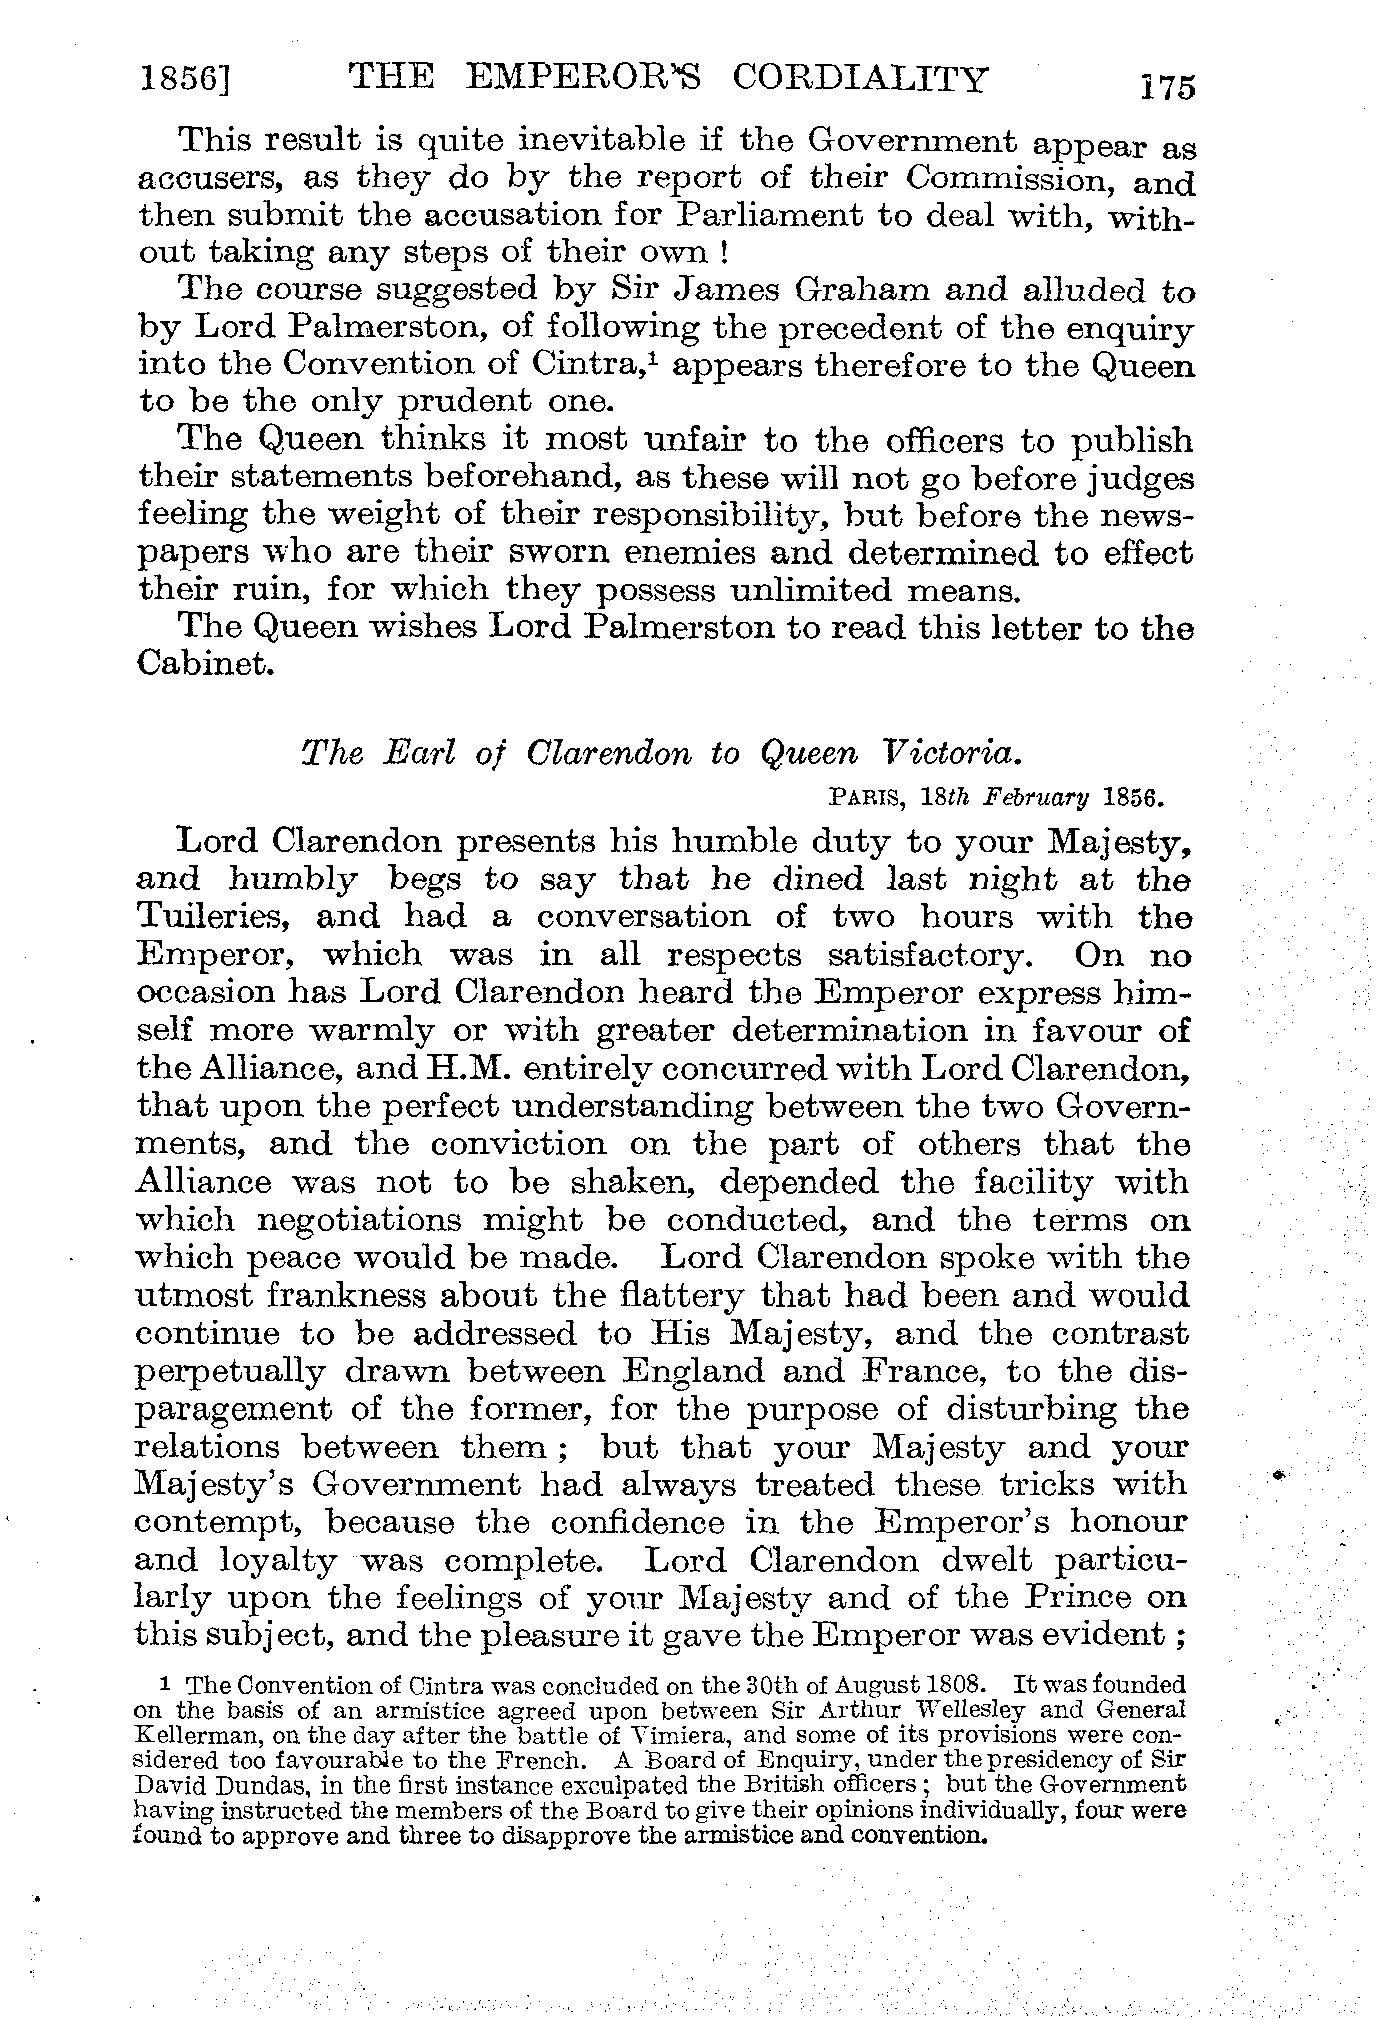 1856] THE EMPEROR'S CORDIALITY 175
This result is quite inevitable if the Government appear as
accusers, as they do by the report of their Commission, and
then submit the accusation for Parliament to deal with, with-
out taking any steps of their own !
The course suggested by Sir James Graham and alluded to
by Lord Palmerston, of following the precedent of the enquiry
into the Convention of Cintra,¹ appears therefore to the Queen
to be the only prudent one.
The Queen thinks it most unfair to the officers to publish
their statements beforehand, as these will not go before judges
feeling the weight of their responsibility, but before the news-
papers who are their sworn enemies and determined to effect
their ruin, for which they possess unlimited means.
The Queen wishes Lord Palmerston to read this letter to the
Cabinet.
The Earl of Clarendon to Queen Victoria.
PARIS, 18th February 1856.
Lord Clarendon presents his humble duty to your Majesty,
and humbly begs to say that he dined last night at the
Tuileries, and had a conversation of two hours with the
Emperor, which was in all respects satisfactory. On no
occasion has Lord Clarendon heard the Emperor express him-
self more warmly or with greater determination in favour of
the Alliance, and H.M. entirely concurred with Lord Clarendon,
that upon the perfect understanding between the two Govern-
ments, and the conviction on the part of others that the
Alliance was not to be shaken, depended the facility with
which negotiations might be conducted, and the terms on
which peace would be made. Lord Clarendon spoke with the
utmost frankness about the flattery that had been and would
continue to be addressed to His Majesty, and the contrast
perpetually drawn between England and France, to the dis-
paragement of the former, for the purpose of disturbing the
relations between them ; but that your Majesty and your
Majesty's Government had always treated these tricks with
contempt, because the confidence in the Emperor's honour
and loyalty was complete. Lord Clarendon dwelt particu-
larly upon the feelings of your Majesty and of the Prince on
this subject, and the pleasure it gave the Emperor was evident ;
1 The Convention of Cintra was concluded on the 30th of August 1808. It was founded
on the basis of an armistice agreed upon between Sir Arthur Wellesley and General
Kellerman, on the day after the battle of Vimiera, and some of its provisions were con-
sidered too favourable to the French. A Board of Enquiry, under the presidency of Sir
David Dundas, in the first instance exculpated the British officers ; but the Government
having instructed the members of the Board to give their opinions individually, four were
found to approve and three to disapprove the armistice and convention.